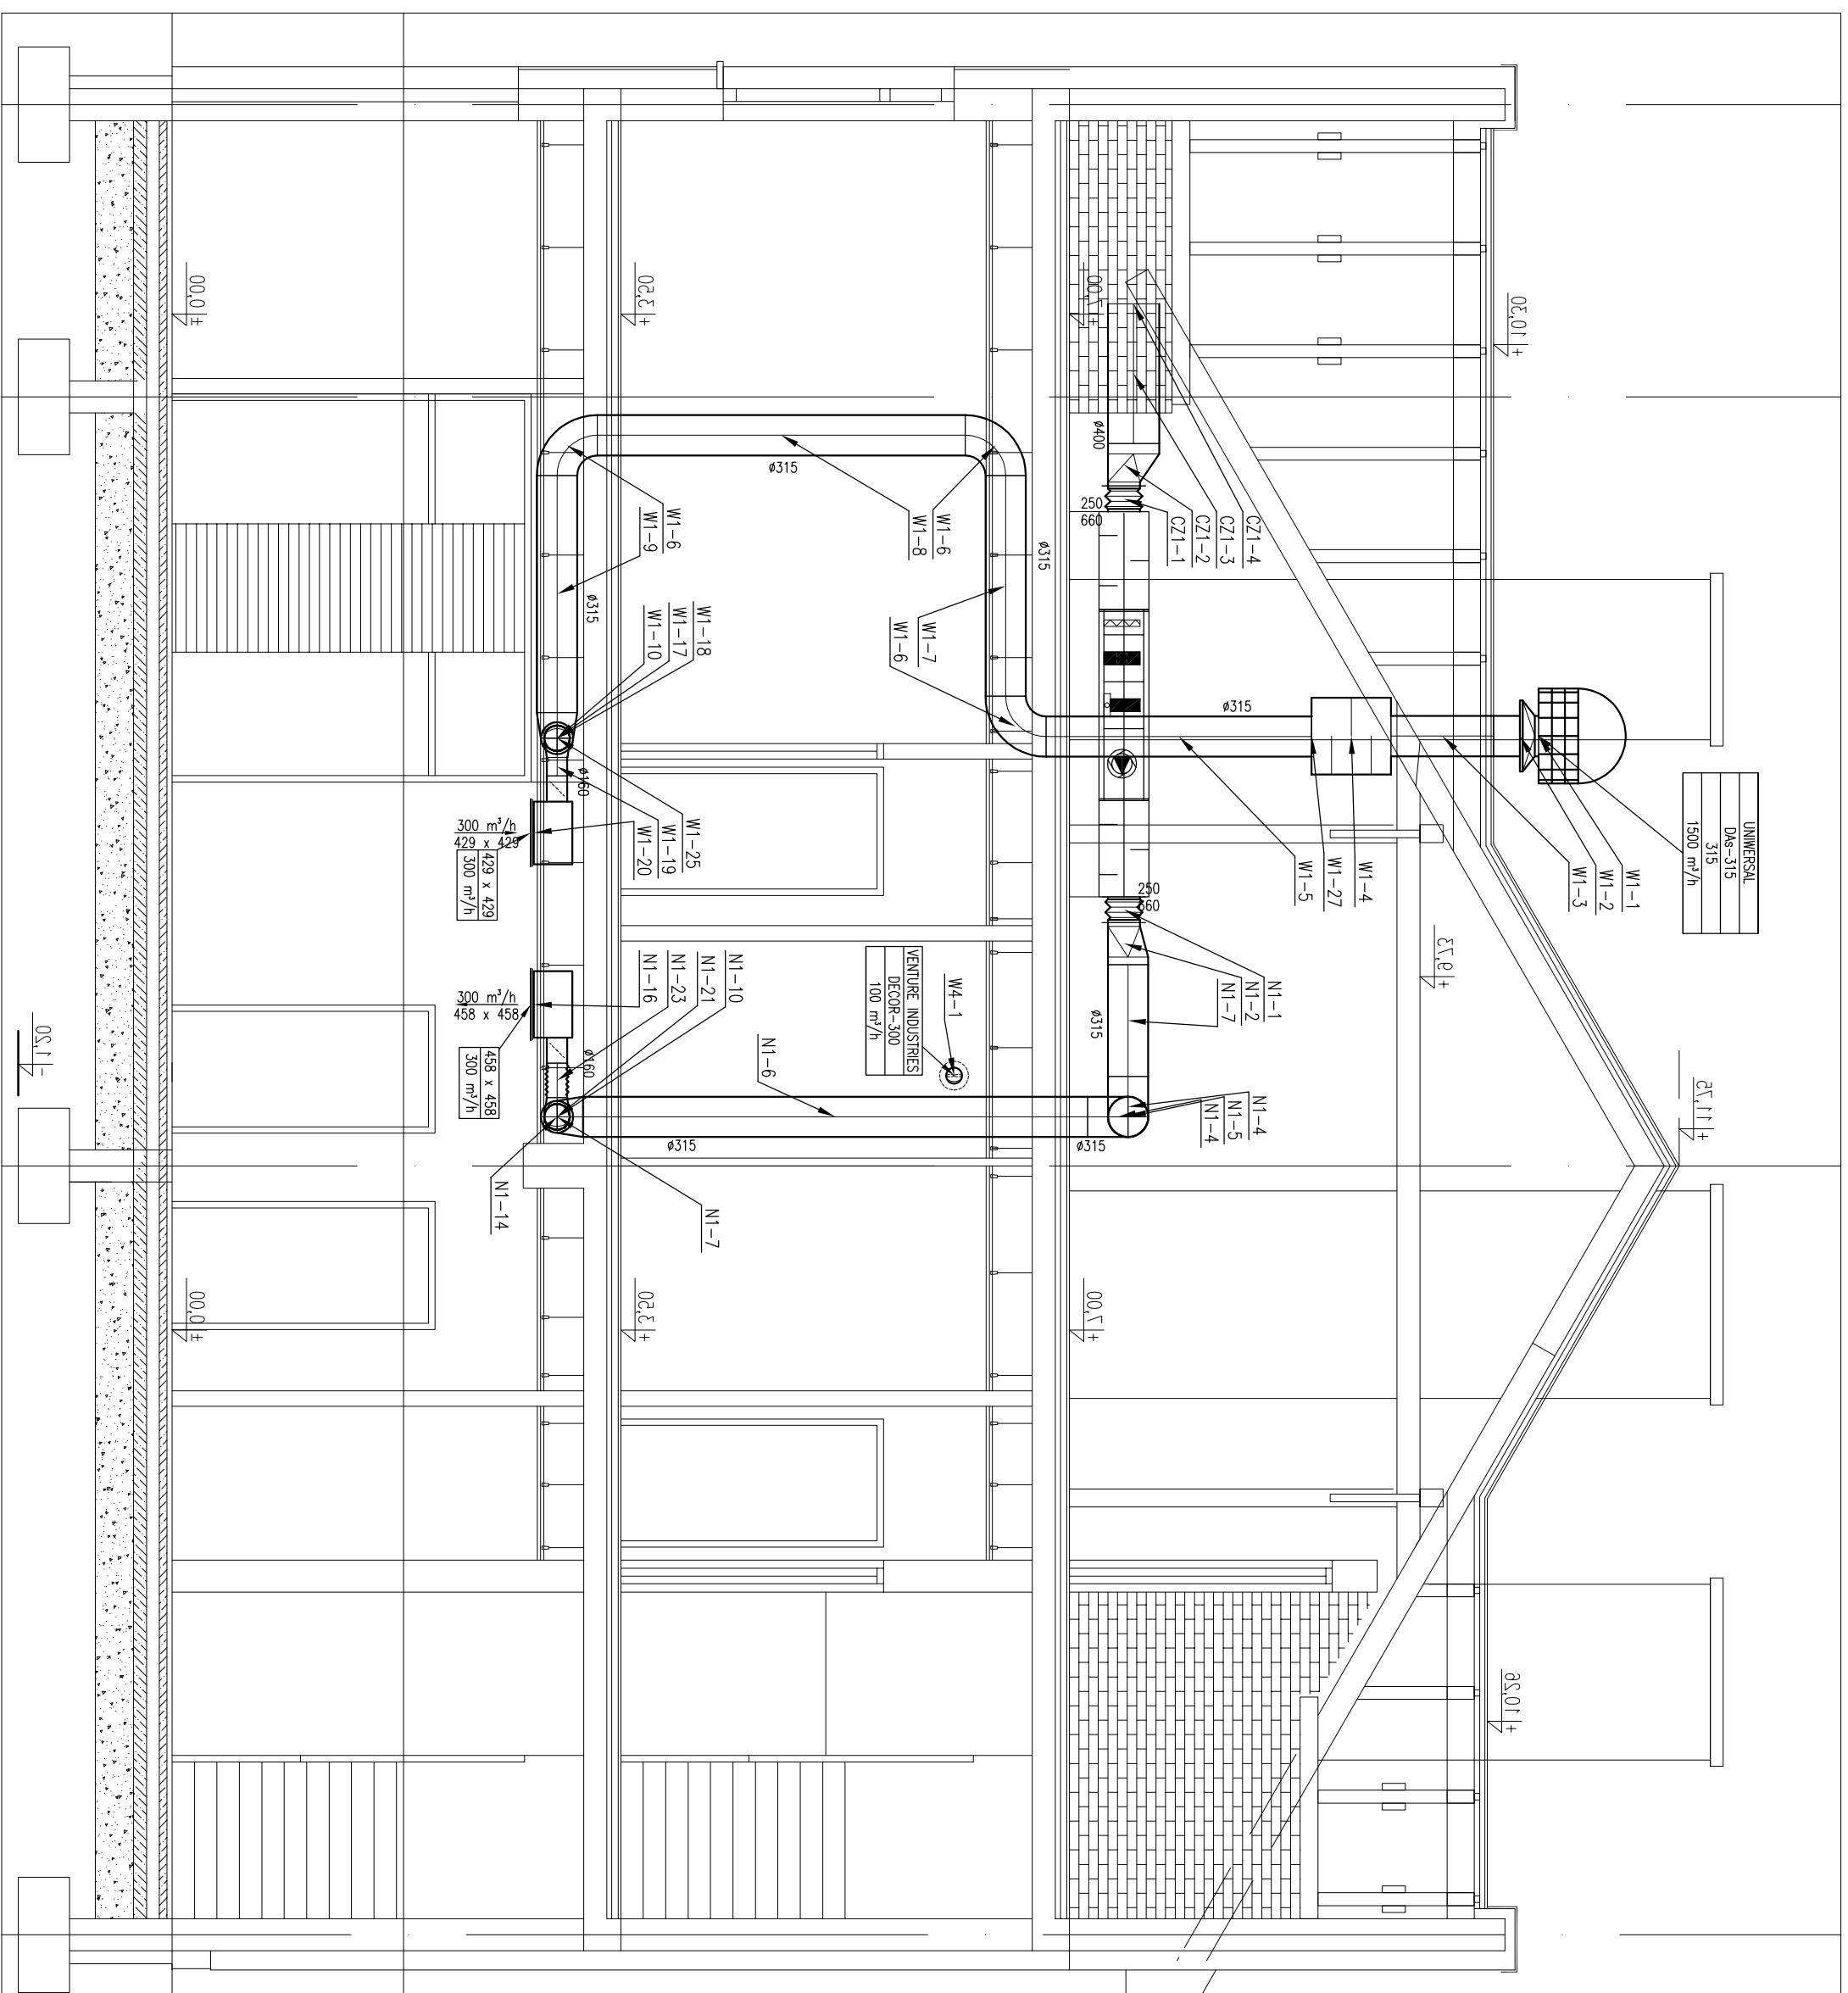 UNIWERSAL
DAs-315
315
1500 m³/h
W1-1
W1-2
W1-3
W1-4
W1-27
W1-5
+11,75
+10,30
+10,26
+9,73
+7,00
+7,00
+3,50
+3,50
±0,00
±0,00
-1,20
CZ1-4
CZ1-3
CZ1-2
CZ1-1
ø400
250
660
ø315
ø315
W1-6
W1-8
ø315
W1-7
W1-6
W1-6
W1-9
ø315
W1-18
W1-17
W1-10
W1-25
W1-19
W1-20
ø160
300 m³/h
429 x 429
429 x 429
300 m³/h
250
660
N1-1
N1-2
N1-7
ø315
N1-4
N1-5
N1-4
ø315
W4-1
VENTURE INDUSTRIES
DECOR-300
100 m³/h
N1-6
ø315
N1-10
N1-21
N1-23
N1-16
ø160
300 m³/h
458 x 458
458 x 458
300 m³/h
N1-7
N1-14